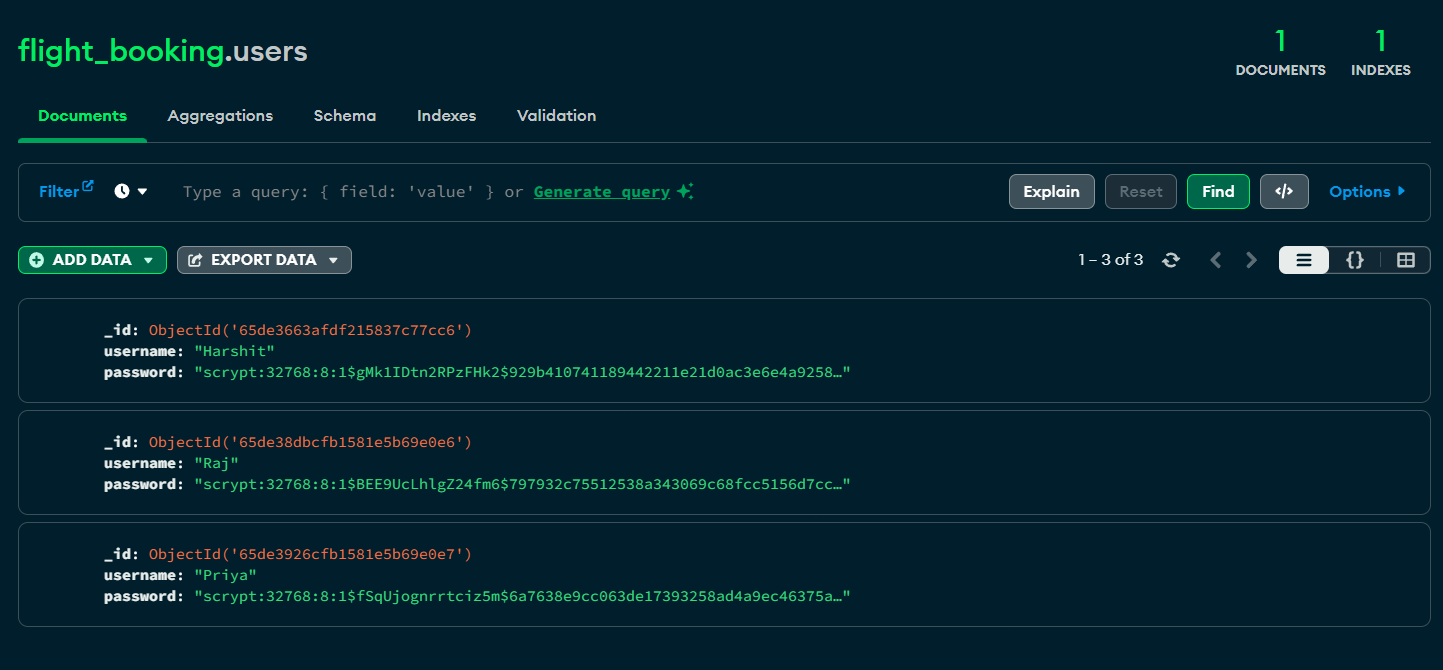 flight_booking.users
1 DOCUMENTS 1 INDEXES
Documents Aggregations Schema Indexes Validation
Filter Type a query: { field: 'value' } or Generate query Explain Reset Find </> Options
ADD DATA EXPORT DATA 1 – 3 of 3 {}
_id: ObjectId('65de3663afdf215837c77cc6')
username: "Harshit"
password: "scrypt:32768:8:1$gMk1IDtn2RPzFHk2$929b410741189442211e21d0ac3e6e4a9258…"
_id: ObjectId('65de38dbcfb1581e5b69e0e6')
username: "Raj"
password: "scrypt:32768:8:1$BEE9UcLhlgZ24fm6$797932c75512538a343069c68fcc5156d7cc…"
_id: ObjectId('65de3926cfb1581e5b69e0e7')
username: "Priya"
password: "scrypt:32768:8:1$fSqUjognrrtciz5m$6a7638e9cc063de17393258ad4a9ec46375a…"